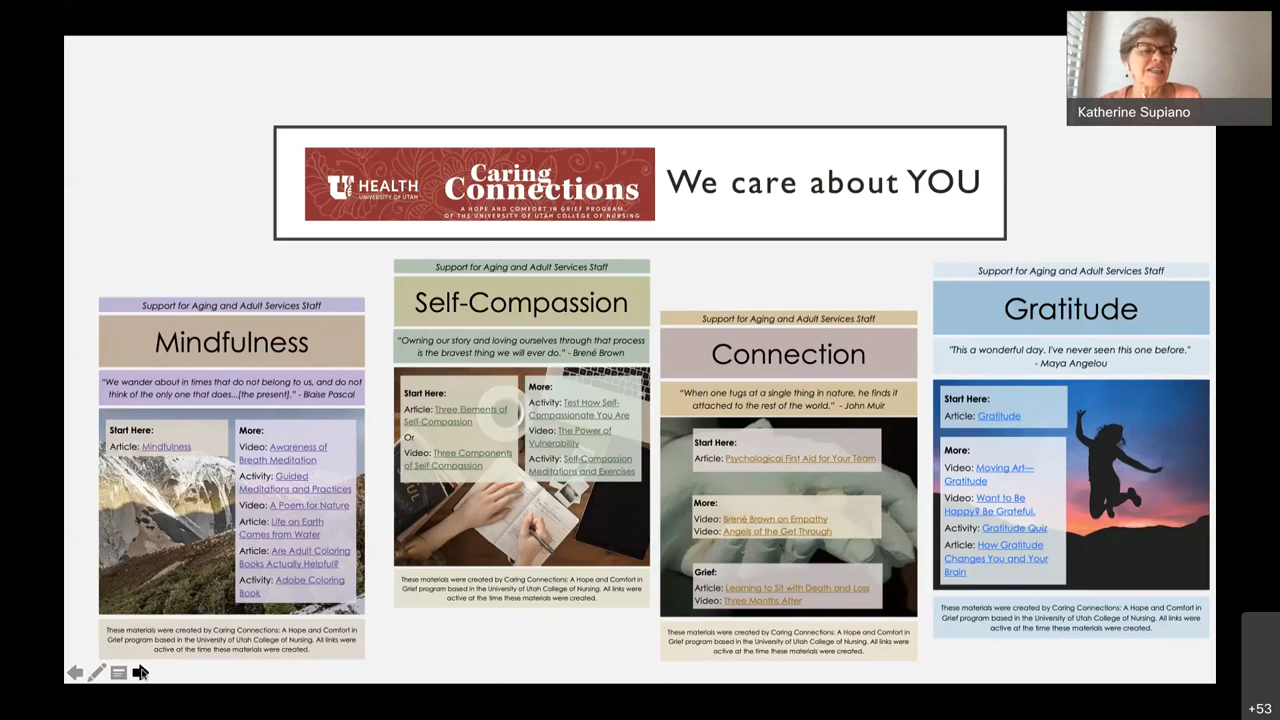 Katherine Supiano
U HEALTH
UNIVERSITY OF UTAH
Caring
Connections
A HOPE AND COMFORT IN GRIEF PROGRAM
OF THE UNIVERSITY OF UTAH COLLEGE OF NURSING
We care about YOU
Support for Aging and Adult Services Staff
Mindfulness
"We wander about in times that do not belong to us, and do not
think of the only one that does...[the present]." - Blaise Pascal
Start Here:
Article: Mindfulness
More:
Video: Awareness of
Breath Meditation
Activity: Guided
Meditations and Practices
Video: A Poem for Nature
Article: Life on Earth
Comes from Water
Article: Are Adult Coloring
Books Actually Helpful?
Activity: Adobe Coloring
Book
These materials were created by Caring Connections: A Hope and Comfort in
Grief program based in the University of Utah College of Nursing. All links were
active at the time these materials were created.
Support for Aging and Adult Services Staff
Self-Compassion
"Owning our story and loving ourselves through that process
is the bravest thing we will ever do." - Brené Brown
Start Here:
Article: Three Elements of
Self-Compassion
Or
Video: Three Components
of Self Compassion
More:
Activity: Test How Self-
Compassionate You Are
Video: The Power of
Vulnerability
Activity: Self-Compassion
Meditations and Exercises
These materials were created by Caring Connections: A Hope and Comfort in
Grief program based in the University of Utah College of Nursing. All links were
active at the time these materials were created.
Support for Aging and Adult Services Staff
Connection
"When one tugs at a single thing in nature, he finds it
attached to the rest of the world." - John Muir
Start Here:
Article: Psychological First Aid for Your Team
More:
Video: Brené Brown on Empathy
Video: Angels of the Get Through
Grief:
Article: Learning to Sit with Death and Loss
Video: Three Months After
These materials were created by Caring Connections: A Hope and Comfort in
Grief program based in the University of Utah College of Nursing. All links were
active at the time these materials were created.
Support for Aging and Adult Services Staff
Gratitude
"This a wonderful day. I've never seen this one before."
- Maya Angelou
Start Here:
Article: Gratitude
More:
Video: Moving Art—
Gratitude
Video: Want to Be
Happy? Be Grateful.
Activity: Gratitude Quiz
Article: How Gratitude
Changes You and Your
Brain
These materials were created by Caring Connections: A Hope and Comfort in
Grief program based in the University of Utah College of Nursing. All links were
active at the time these materials were created.
+53